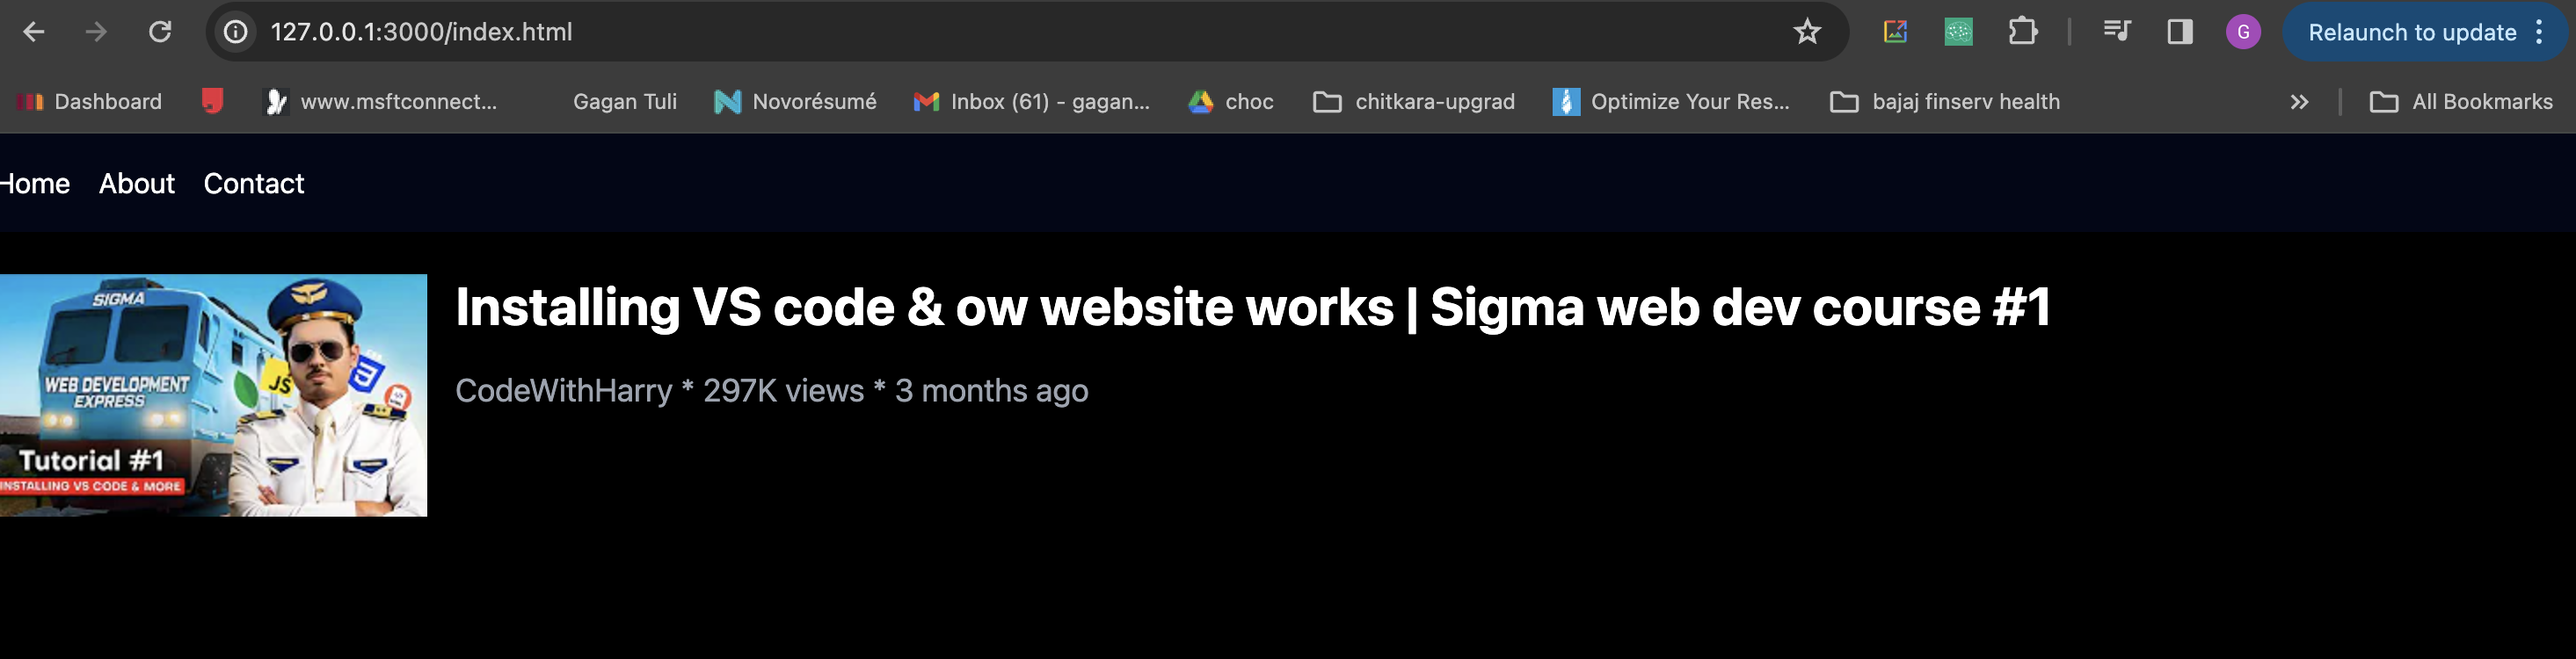 127.0.0.1:3000/index.html
G
Relaunch to update
Dashboard
www.msftconnect...
Gagan Tuli
Novorésumé
Inbox (61) - gagan...
choc
chitkara-upgrad
Optimize Your Res...
bajaj finserv health
All Bookmarks
Home About Contact
SIGMA
WEB DEVELOPMENT
EXPRESS
JS
Tutorial #1
INSTALLING VS CODE & MORE
Installing VS code & ow website works | Sigma web dev course #1
CodeWithHarry * 297K views * 3 months ago